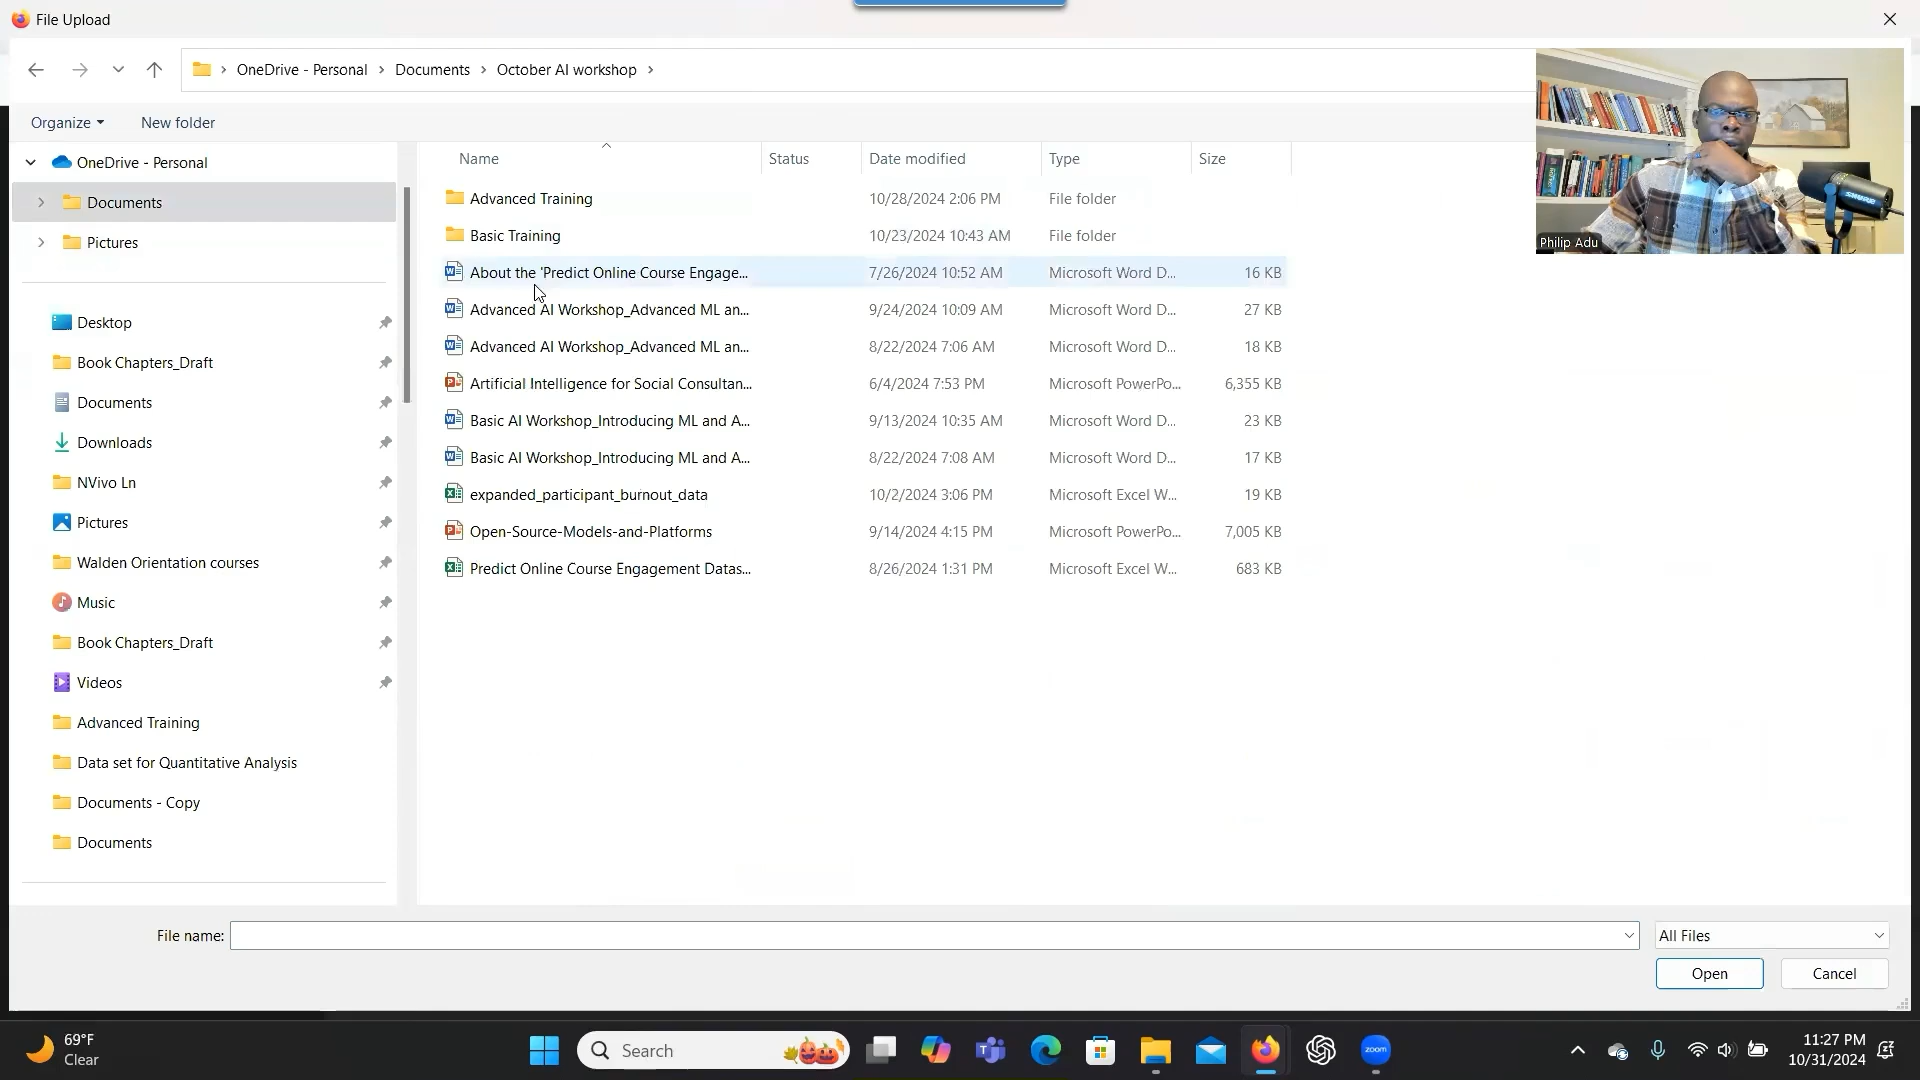 File Upload
OneDrive - Personal > Documents > October AI workshop >
Organize
New folder
OneDrive - Personal
Documents
Pictures
Desktop
Book Chapters_Draft
Documents
Downloads
NVivo Ln
Pictures
Walden Orientation courses
Music
Book Chapters_Draft
Videos
Advanced Training
Data set for Quantitative Analysis
Documents - Copy
Documents
Name Status Date modified Type Size
Advanced Training 10/28/2024 2:06 PM File folder
Basic Training 10/23/2024 10:43 AM File folder
About the 'Predict Online Course Engage... 7/26/2024 10:52 AM Microsoft Word D... 16 KB
Advanced AI Workshop_Advanced ML an... 9/24/2024 10:09 AM Microsoft Word D... 27 KB
Advanced AI Workshop_Advanced ML an... 8/22/2024 7:06 AM Microsoft Word D... 18 KB
Artificial Intelligence for Social Consultan... 6/4/2024 7:53 PM Microsoft PowerPo... 6,355 KB
Basic AI Workshop_Introducing ML and A... 9/13/2024 10:35 AM Microsoft Word D... 23 KB
Basic AI Workshop_Introducing ML and A... 8/22/2024 7:08 AM Microsoft Word D... 17 KB
expanded_participant_burnout_data 10/2/2024 3:06 PM Microsoft Excel W... 19 KB
Open-Source-Models-and-Platforms 9/14/2024 4:15 PM Microsoft PowerPo... 7,005 KB
Predict Online Course Engagement Datas... 8/26/2024 1:31 PM Microsoft Excel W... 683 KB
Philip Adu
SHURE
File name:
All Files
Open
Cancel
69°F
Clear
Search
zoom
11:27 PM
10/31/2024